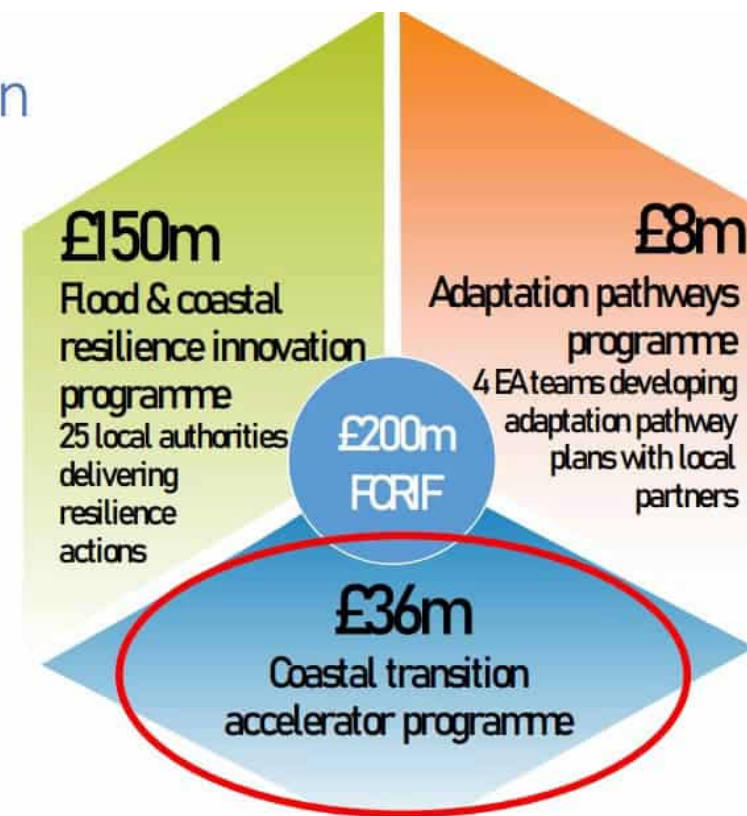 n
£150m
Flood & coastal
resilience innovation
programme
25 local authorities
delivering
resilience
actions
£8m
Adaptation pathways
programme
4 EA teams developing
adaptation pathway
plans with local
partners
£200m
FCRIF
£36m
Coastal transition
accelerator programme